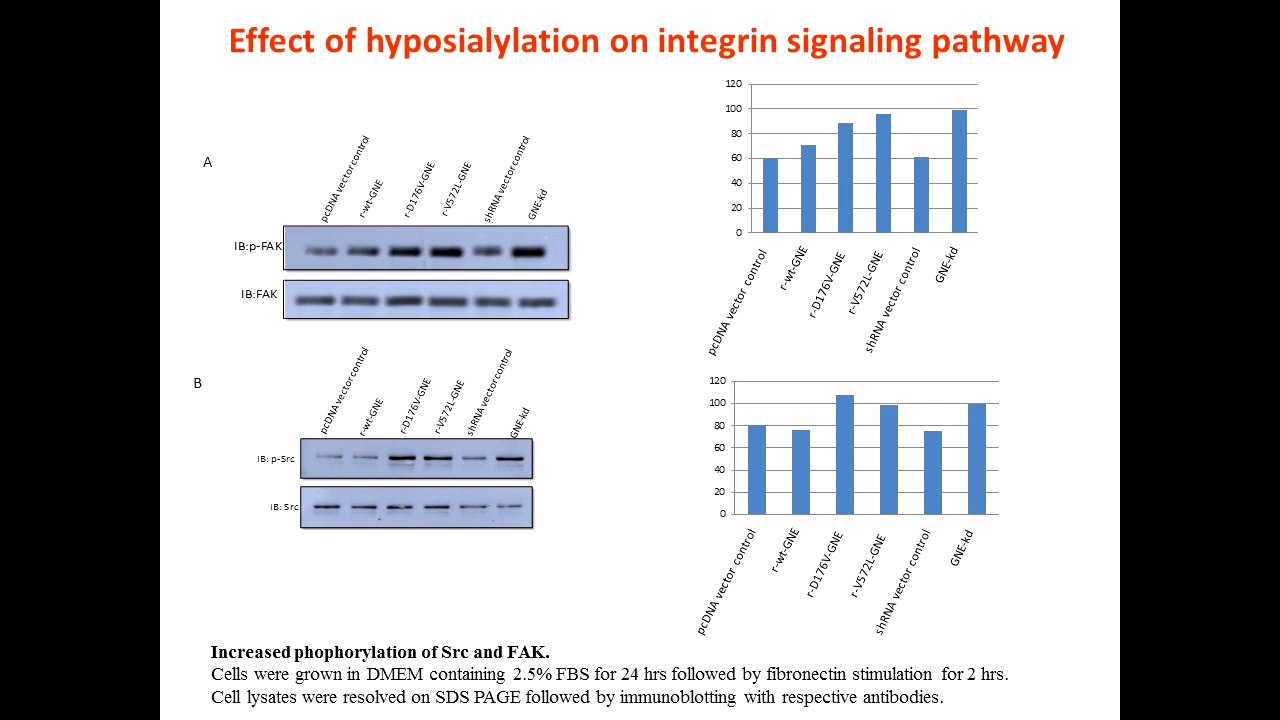 Effect of hyposialylation on integrin signaling pathway
A
pcDNA vector control
r-wt-GNE
r-D176V-GNE
r-V572L-GNE
shRNA vector control
GNE-kd
IB:p-FAK
IB:FAK
120
100
80
60
40
20
0
pcDNA vector control
r-wt-GNE
r-D176V-GNE
r-V572L-GNE
shRNA vector control
GNE-kd
B
pcDNA vector control
r-wt-GNE
r-D176V-GNE
r-V572L-GNE
shRNA vector control
GNE-kd
IB: p-Src
IB: Src
120
100
80
60
40
20
0
pcDNA vector control
r-wt-GNE
r-D176V-GNE
r-V572L-GNE
shRNA vector control
GNE-kd
Increased phophorylation of Src and FAK.
Cells were grown in DMEM containing 2.5% FBS for 24 hrs followed by fibronectin stimulation for 2 hrs.
Cell lysates were resolved on SDS PAGE followed by immunoblotting with respective antibodies.